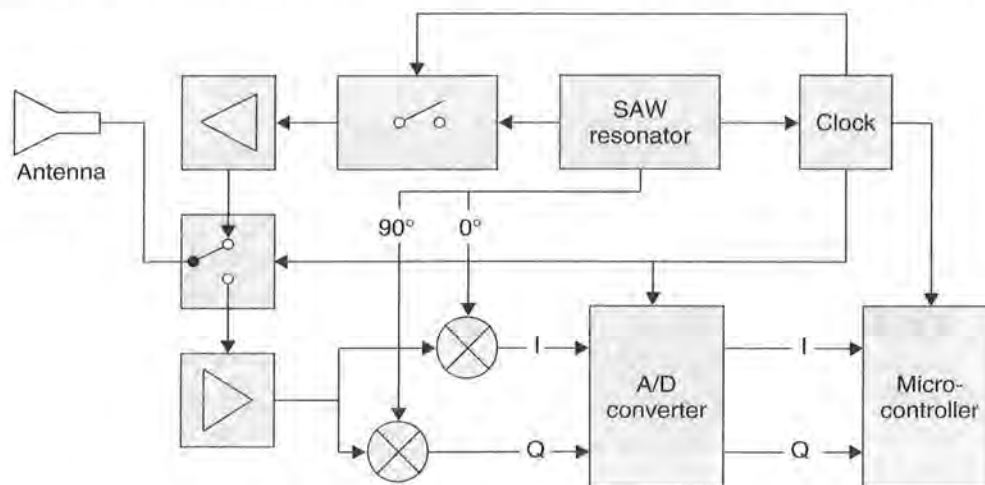 SAW
resonator
Clock
Antenna
90°
0°
I
A/D
converter
I
Micro-
controller
Q
Q